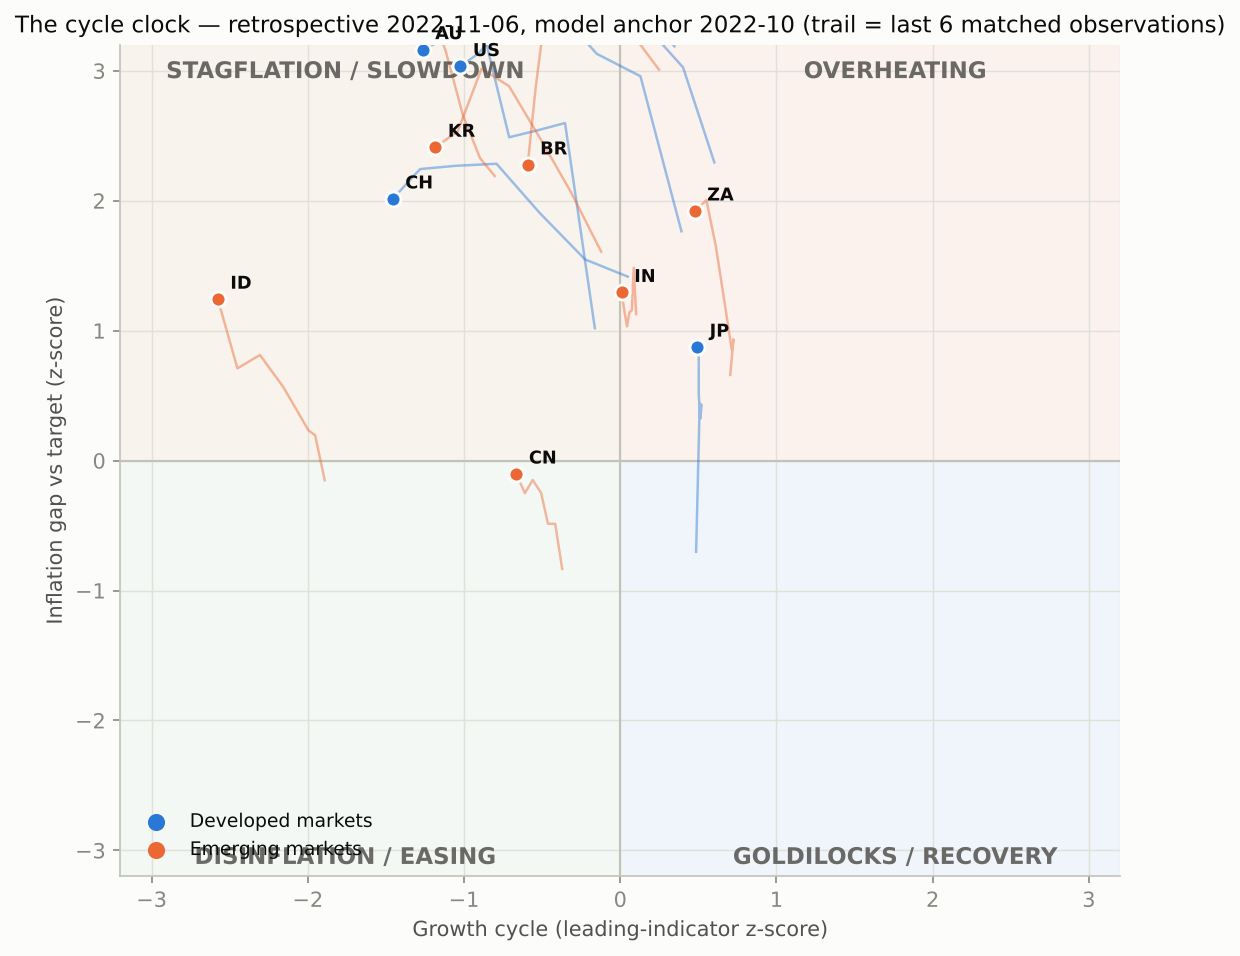 The cycle clock — retrospective 2022-11-06, model anchor 2022-10 (trail = last 6 matched observations)
AU
US
STAGFLATION / SLOWDOWN
OVERHEATING
KR
BR
CH
ZA
IN
ID
JP
CN
3
2
1
0
−1
−2
−3
Inflation gap vs target (z-score)
Developed markets
Emerging markets
DISINFLATION / EASING
GOLDILOCKS / RECOVERY
−3
−2
−1
0
1
2
3
Growth cycle (leading-indicator z-score)